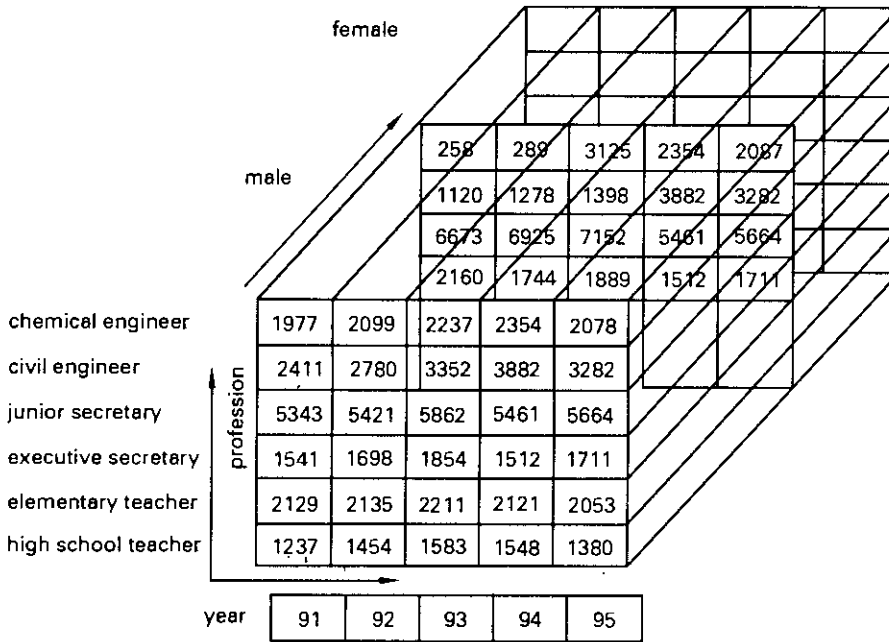 female
male
258 289 3125 2354 2087
1120 1278 1398 3882 3282
6673 6925 7152 5461 5664
2160 1744 1889 1512 1711
chemical engineer 1977 2099 2237 2354 2078
civil engineer 2411 2780 3352 3882 3282
junior secretary 5343 5421 5862 5461 5664
executive secretary 1541 1698 1854 1512 1711
elementary teacher 2129 2135 2211 2121 2053
high school teacher 1237 1454 1583 1548 1380
profession
year 91 92 93 94 95